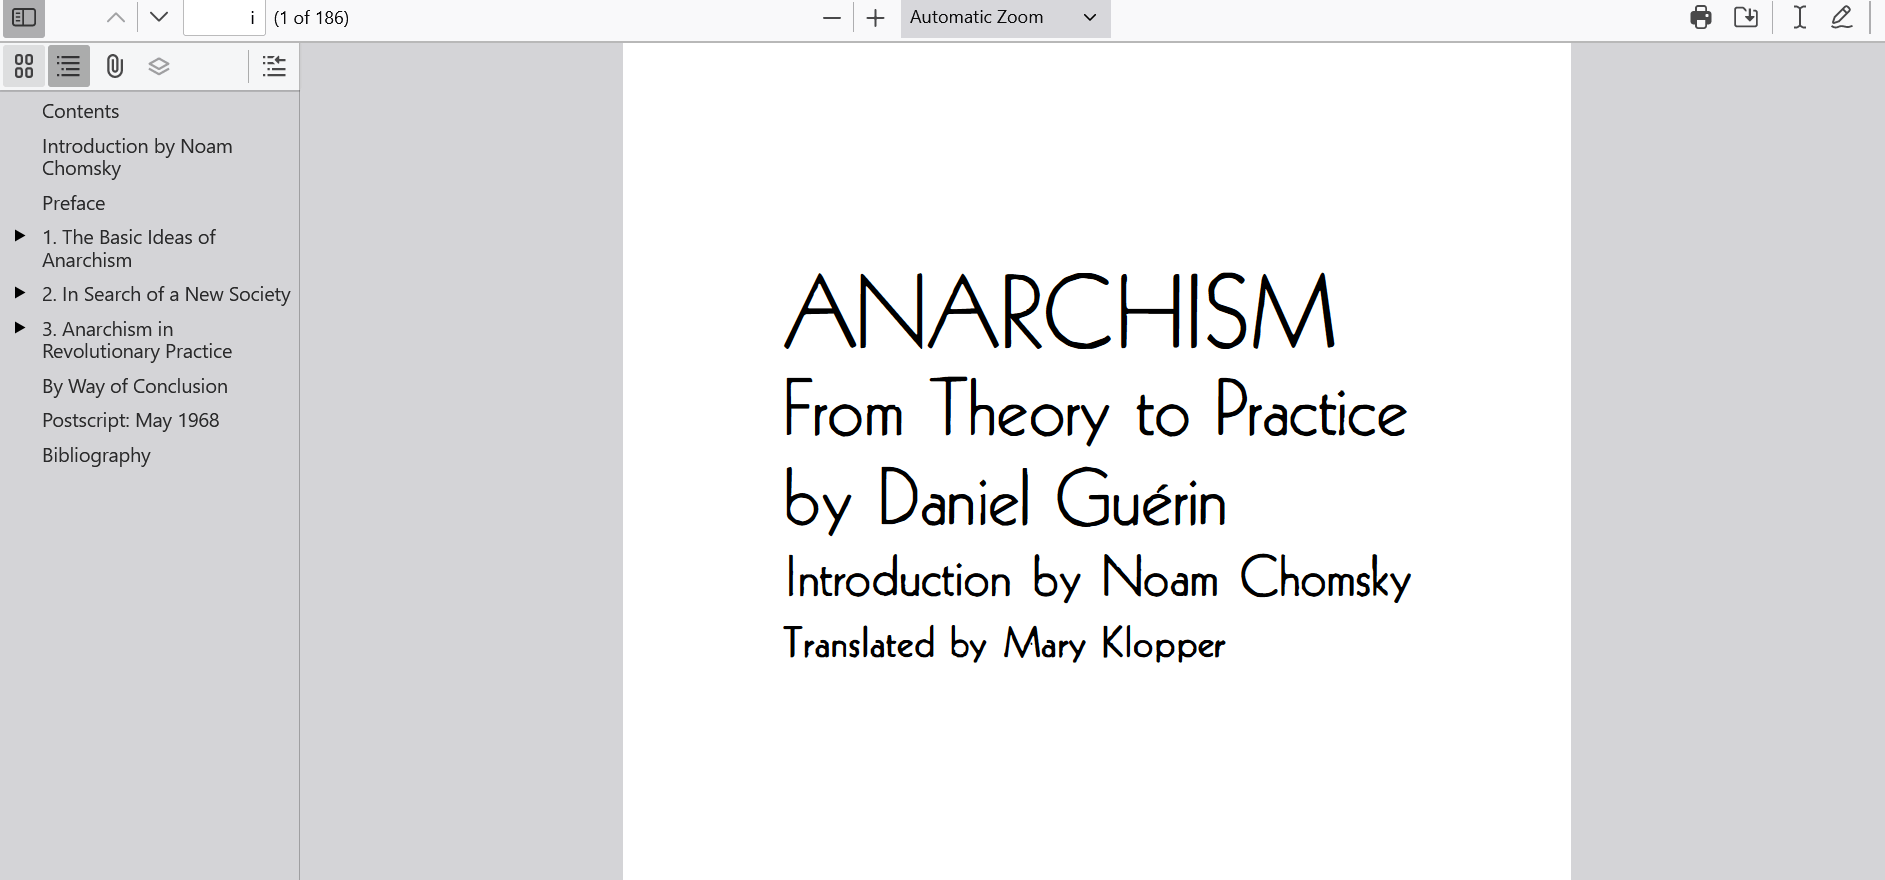 i (1 of 186) Automatic Zoom
Contents
Introduction by Noam
Chomsky
Preface
1. The Basic Ideas of
Anarchism
2. In Search of a New Society
3. Anarchism in
Revolutionary Practice
By Way of Conclusion
Postscript: May 1968
Bibliography
ANARCHISM
From Theory to Practice
by Daniel Guérin
Introduction by Noam Chomsky
Translated by Mary Klopper